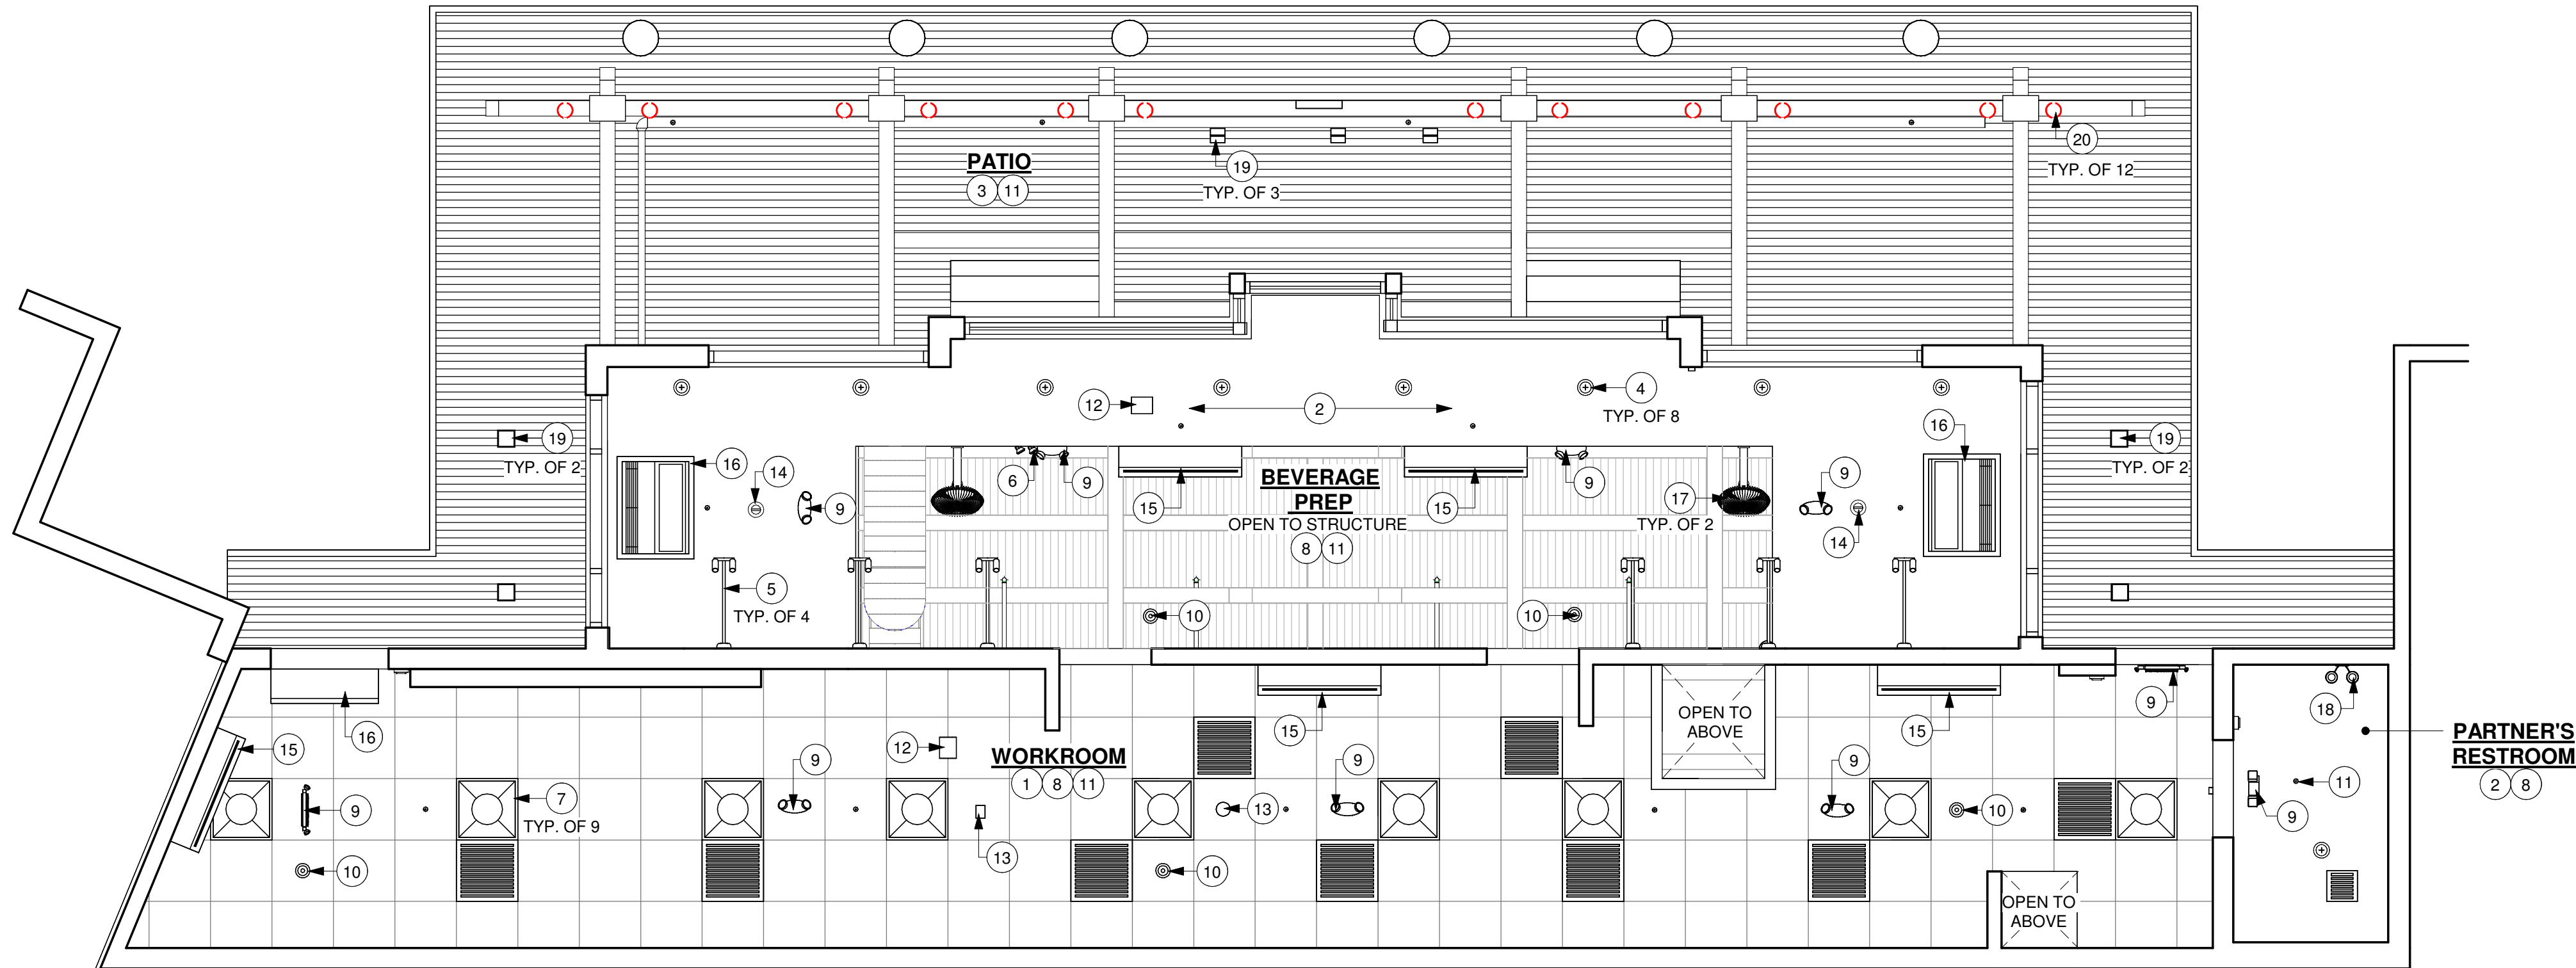 20
TYP. OF 12
PATIO
3 11
19
TYP. OF 3
12
2
4
TYP. OF 8
19
TYP. OF 2
16
14
9
6
9
15
BEVERAGE
PREP
OPEN TO STRUCTURE
8 11
15
9
17
TYP. OF 2
9
14
16
19
TYP. OF 2
5
TYP. OF 4
10
10
16
15
9
10
7
TYP. OF 9
9
12
WORKROOM
1 8 11
13
13
10
15
9
OPEN TO
ABOVE
9
15
10
9
OPEN TO
ABOVE
18
11
9
PARTNER'S
RESTROOM
2 8